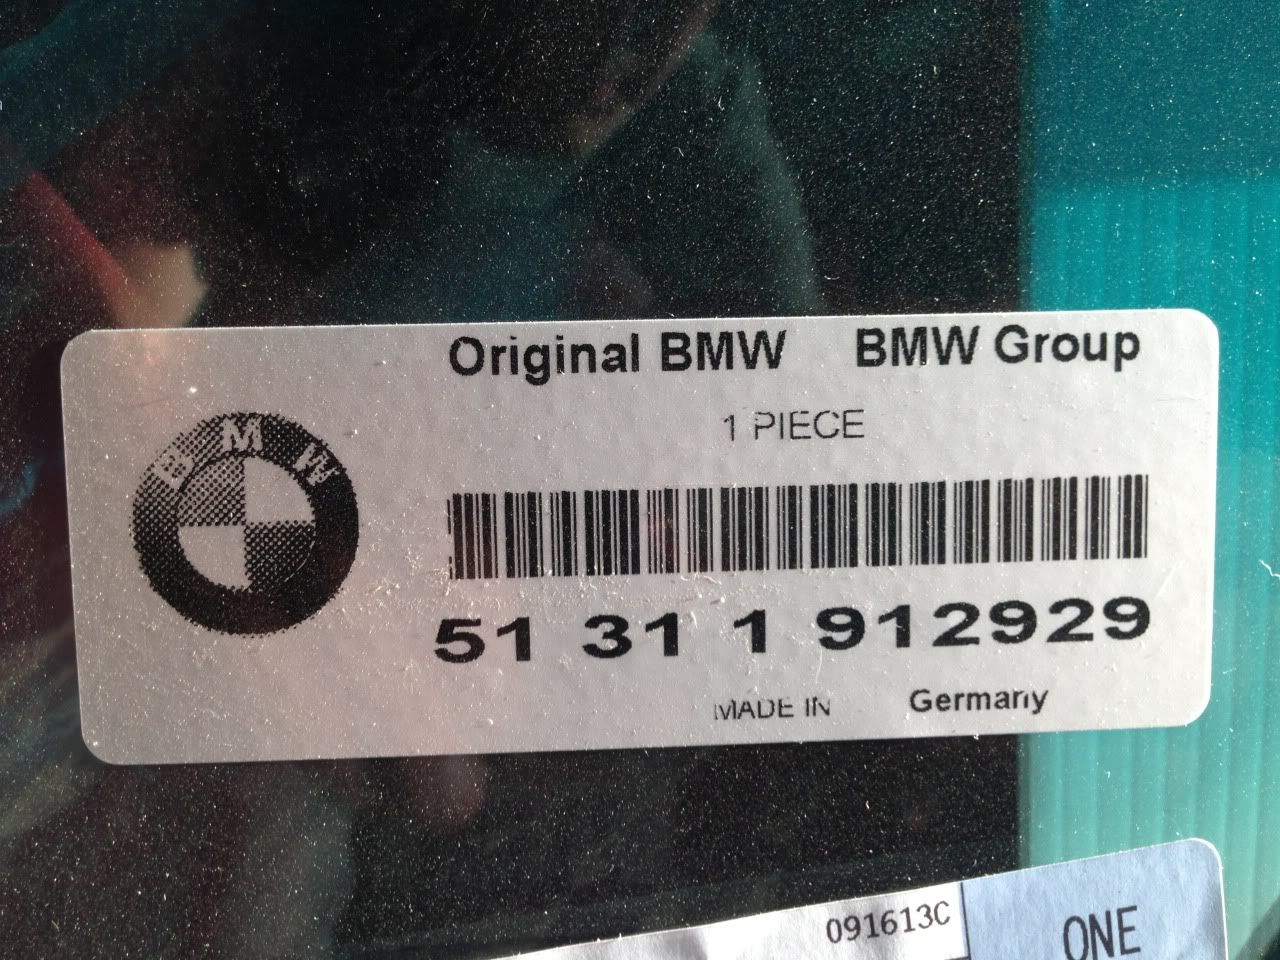 Original BMW BMW Group
1 PIECE
B M W
51 31 1 912929
MADE IN Germany
091613C
ONE